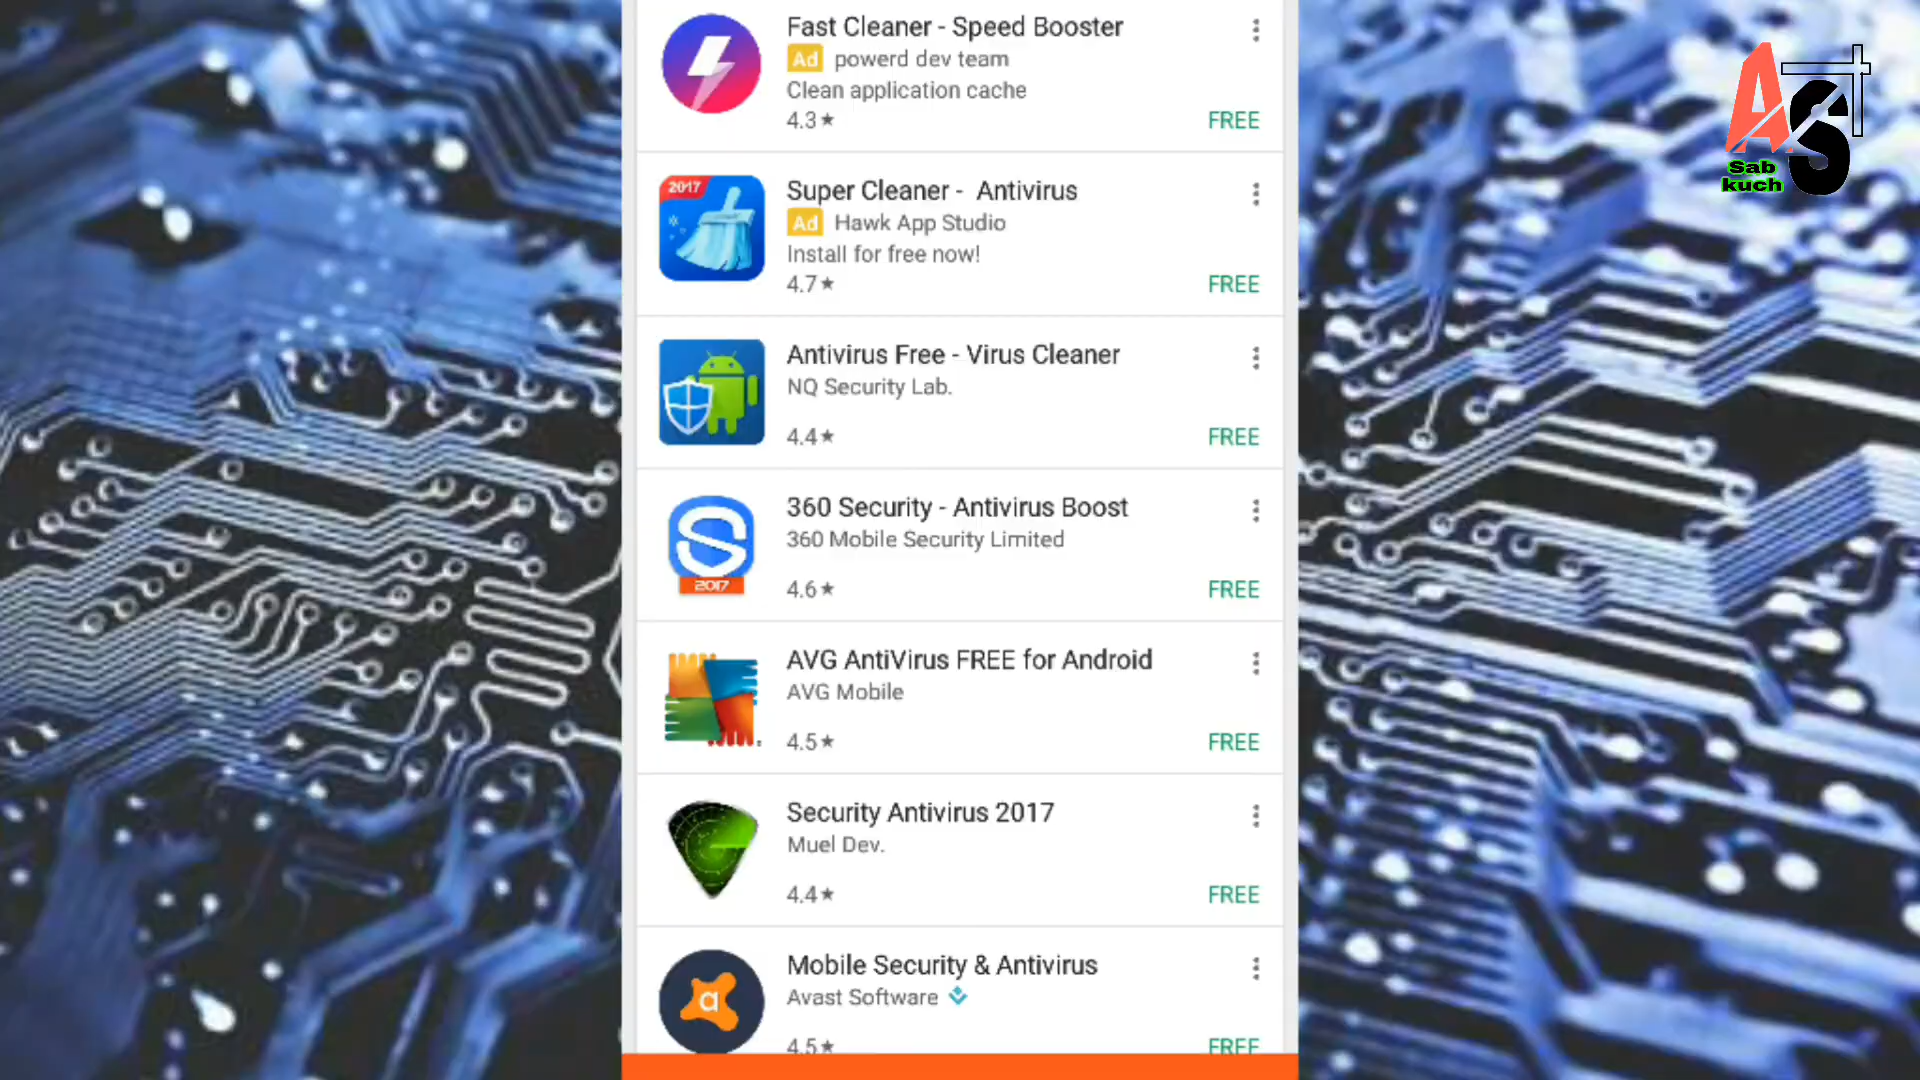 Fast Cleaner - Speed Booster
Ad powerd dev team
Clean application cache
4.3★
FREE
2017
Super Cleaner - Antivirus
Ad Hawk App Studio
Install for free now!
4.7★
FREE
Antivirus Free - Virus Cleaner
NQ Security Lab.
4.4★
FREE
2017
360 Security - Antivirus Boost
360 Mobile Security Limited
4.6★
FREE
AVG AntiVirus FREE for Android
AVG Mobile
4.5★
FREE
Security Antivirus 2017
Muel Dev.
4.4★
FREE
Mobile Security & Antivirus
Avast Software
4.5★
FREE
AS
Sab
kuch